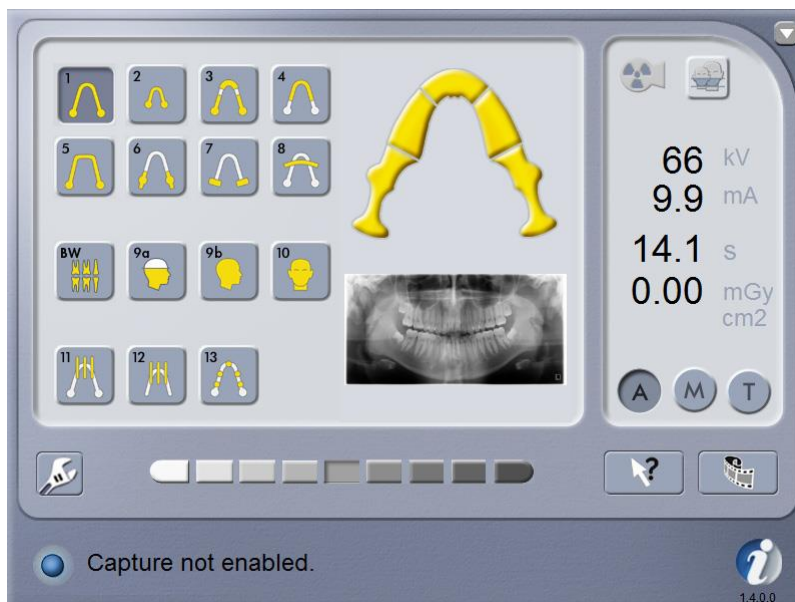 1 2 3 4
5 6 7 8
BW 9a 9b 10
11 12 13
66 kV
9.9 mA
14.1 s
0.00 mGy
cm2
A M T
?
Capture not enabled.
i
1.4.0.0